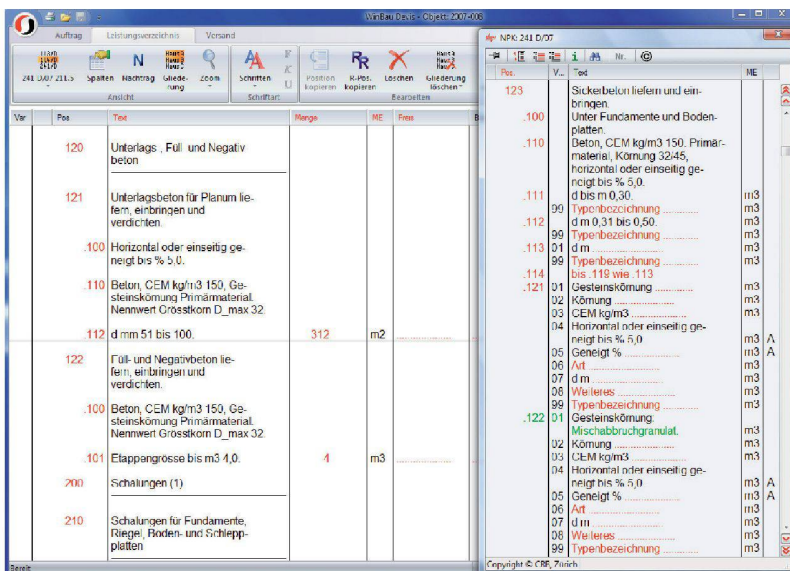 WinBau Devis - Objekt: 2007-006
Auftrag Leistungsverzeichnis Versand
241 D/07 211.5 Spalten Nachtrag Gliede- Zoom Schriften Position R-Pos. Löschen Gliederung
rung kopieren kopieren löschen
F
K
U
Ansicht Schriftart Bearbeiten
Var Pos Text Menge ME Preis
120 Unterlags-, Füll- und Negativ
beton
121 Unterlagsbeton für Planum lie-
fern, einbringen und
verdichten.
.100 Horizontal oder einseitig ge-
neigt bis % 5,0.
.110 Beton, CEM kg/m3 150, Ge-
steinskörnung Primärmaterial.
Nennwert Grösstkorn D_max 32.
.112 d mm 51 bis 100. 312 m2
122 Füll- und Negativbeton lie-
fern, einbringen und
verdichten.
.100 Beton, CEM kg/m3 150, Ge-
steinskörnung Primärmaterial.
Nennwert Grösstkorn D_max 32.
.101 Etappengrösse bis m3 4,0. 4 m3
200 Schalungen (1)
210 Schalungen für Fundamente,
Riegel, Boden- und Schlepp-
platten
Bereit
NPK: 241 D/07
Nr.
Pos. V... Text ME
123 Sickerbeton liefern und ein-
bringen.
.100 Unter Fundamente und Boden-
platten.
.110 Beton, CEM kg/m3 150. Primär-
material, Körnung 32/45,
horizontal oder einseitig ge-
neigt bis % 5,0.
.111 d bis m 0,30. m3
99 Typenbezeichnung ............. m3
.112 d m 0,31 bis 0,50. m3
99 Typenbezeichnung ............. m3
.113 01 d m ........................ m3
99 Typenbezeichnung ............. m3
.114 bis .119 wie .113
.121 01 Gesteinskörnung .............. m3
02 Körnung ........................ m3
03 CEM kg/m3 .................... m3
04 Horizontal oder einseitig ge-
neigt bis % 5,0 m3 A
05 Geneigt % .................... m3 A
06 Art ........................ m3
07 d m ........................ m3
08 Weiteres .................... m3
99 Typenbezeichnung ............. m3
.122 01 Gesteinskörnung.
Mischabbruchgranulat. m3
02 Körnung ........................ m3
03 CEM kg/m3 .................... m3
04 Horizontal oder einseitig ge-
neigt bis % 5,0 m3 A
05 Geneigt % .................... m3 A
06 Art ........................ m3
07 d m ........................ m3
08 Weiteres .................... m3
99 Typenbezeichnung ............. m3
Copyright © CRB, Zürich